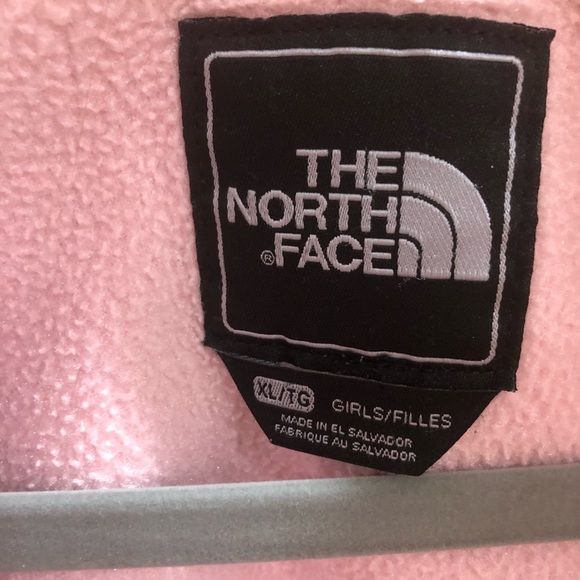 THE
NORTH
®FACE
XL/TG GIRLS/FILLES
MADE IN EL SALVADOR
FABRIQUE AU SALVADOR